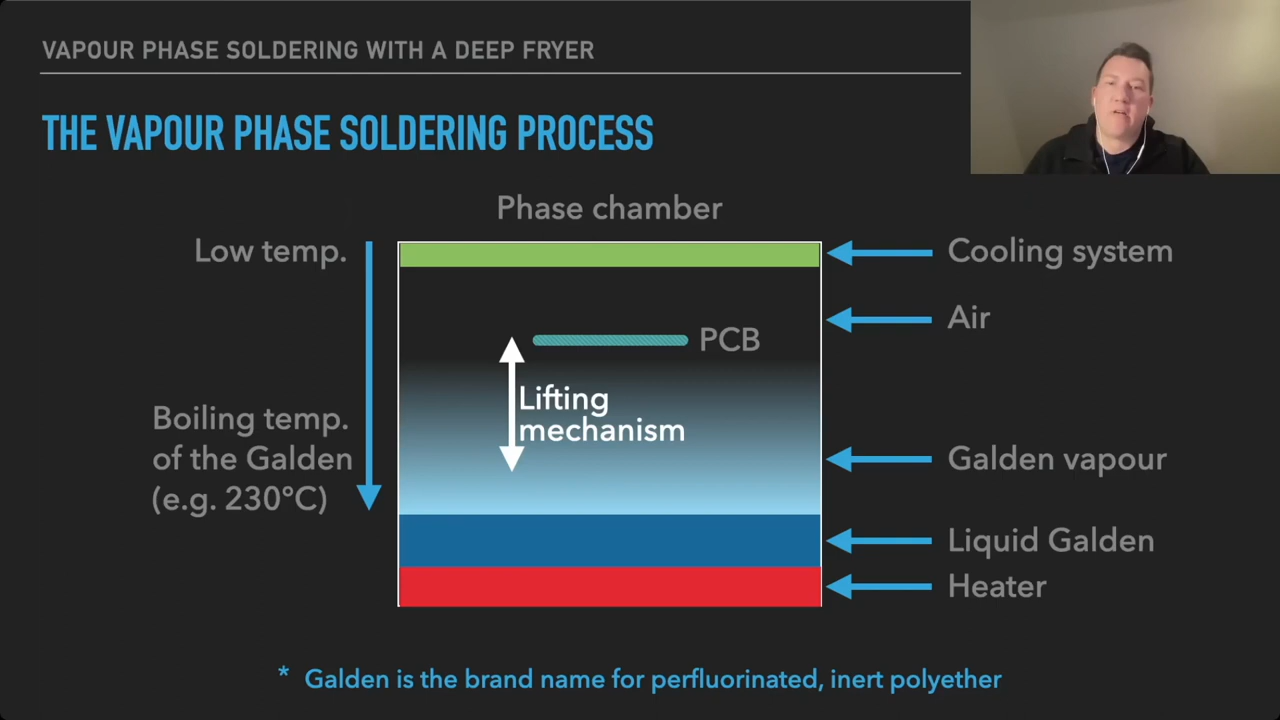 VAPOUR PHASE SOLDERING WITH A DEEP FRYER
THE VAPOUR PHASE SOLDERING PROCESS
Phase chamber
Low temp.
Cooling system
Air
PCB
Lifting
mechanism
Boiling temp.
of the Galden
(e.g. 230°C)
Galden vapour
Liquid Galden
Heater
* Galden is the brand name for perfluorinated, inert polyether